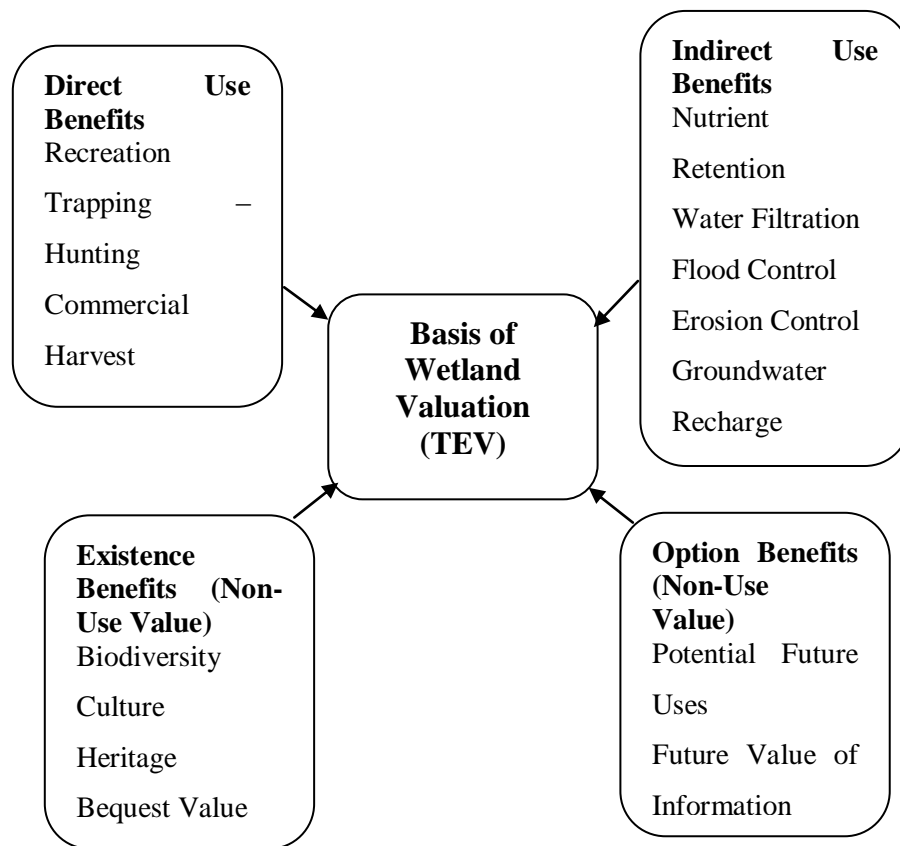 Direct Use
Benefits
Recreation
Trapping –
Hunting
Commercial
Harvest
Indirect Use
Benefits
Nutrient
Retention
Water Filtration
Flood Control
Erosion Control
Groundwater
Recharge
Basis of
Wetland
Valuation
(TEV)
Existence
Benefits (Non-
Use Value)
Biodiversity
Culture
Heritage
Bequest Value
Option Benefits
(Non-Use
Value)
Potential Future
Uses
Future Value of
Information